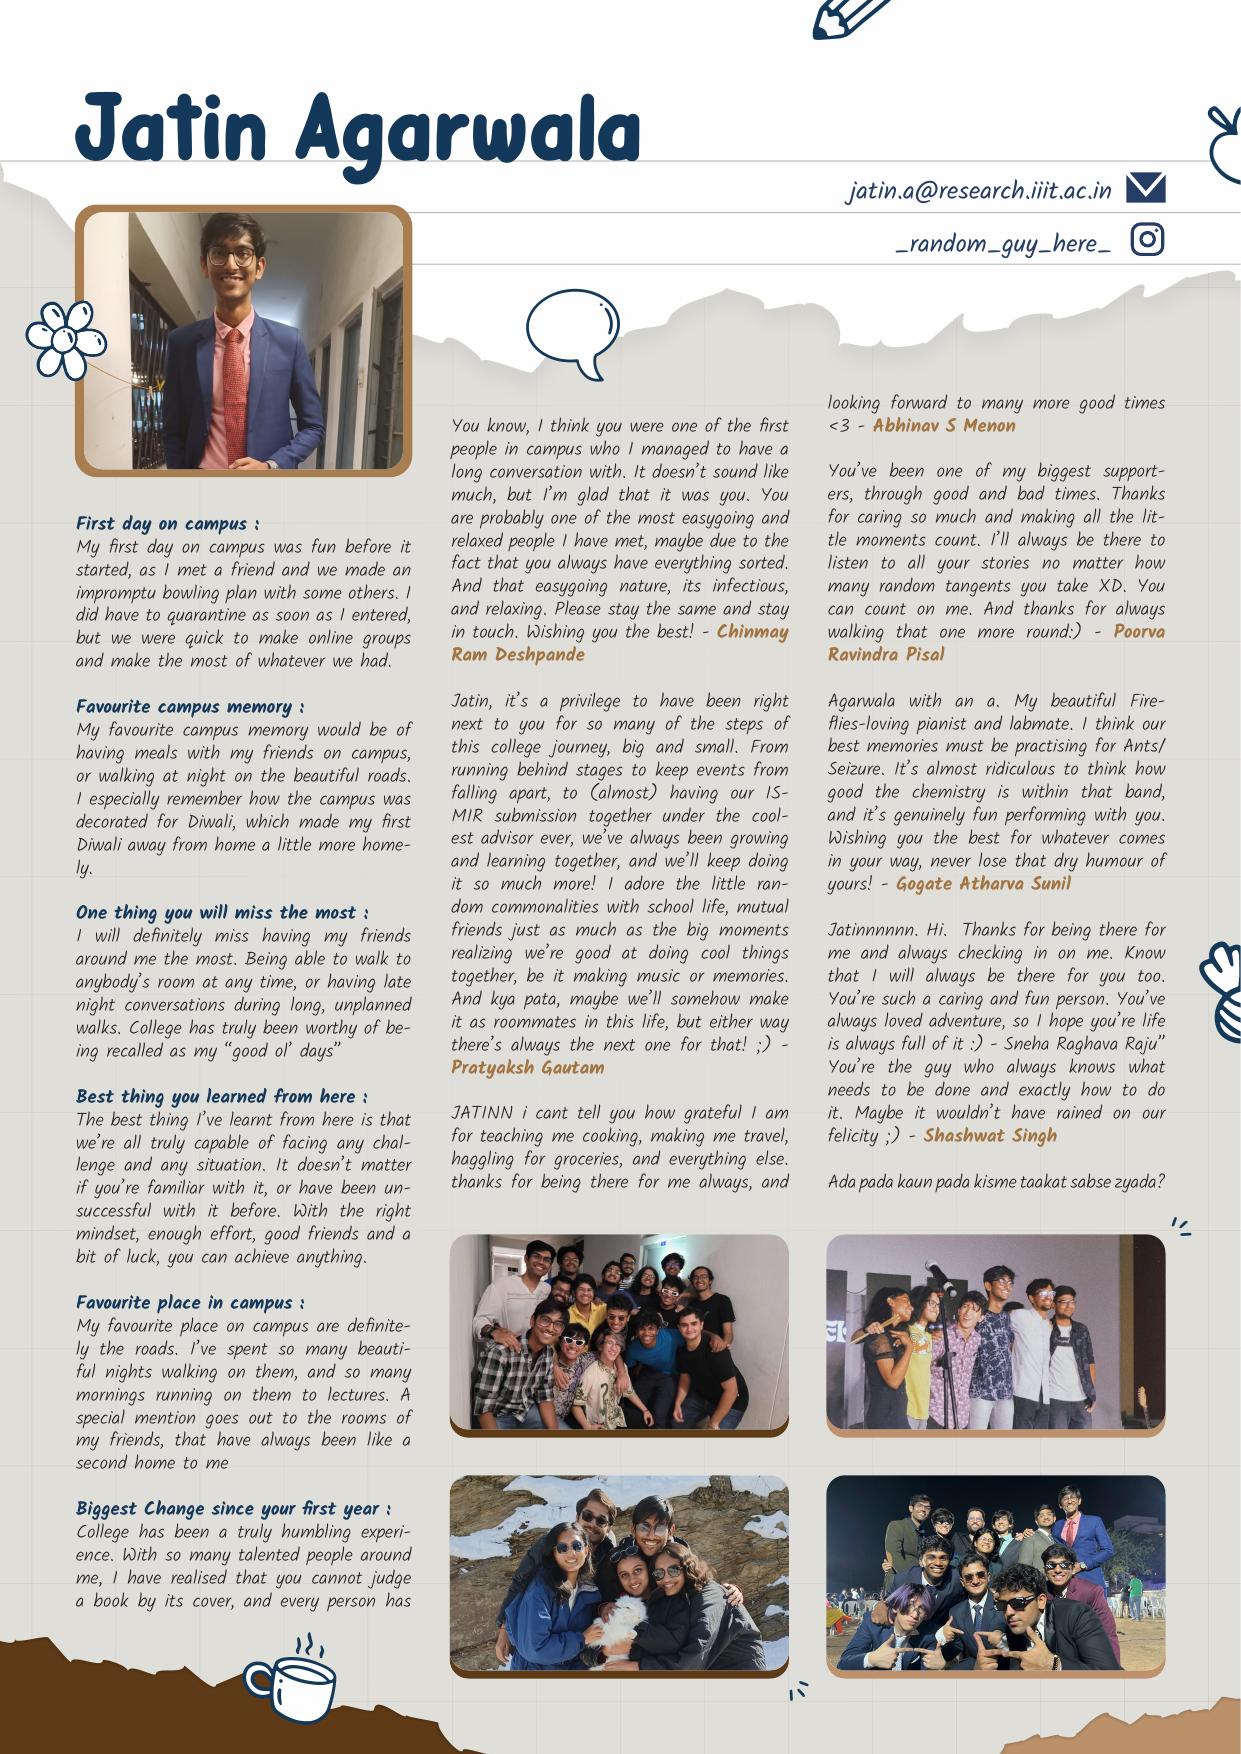 Jatin Agarwala
jatin.a@research.iiit.ac.in
_random_guy_here_
First day on campus :
My first day on campus was fun before it
started, as I met a friend and we made an
impromptu bowling plan with some others. I
did have to quarantine as soon as I entered,
but we were quick to make online groups
and make the most of whatever we had.
Favourite campus memory :
My favourite campus memory would be of
having meals with my friends on campus,
or walking at night on the beautiful roads.
I especially remember how the campus was
decorated for Diwali, which made my first
Diwali away from home a little more home-
ly.
One thing you will miss the most :
I will definitely miss having my friends
around me the most. Being able to walk to
anybody's room at any time, or having late
night conversations during long, unplanned
walks. College has truly been worthy of be-
ing recalled as my “good ol’ days”
Best thing you learned from here :
The best thing I've learnt from here is that
we're all truly capable of facing any chal-
lenge and any situation. It doesn't matter
if you're familiar with it, or have been un-
successful with it before. With the right
mindset, enough effort, good friends and a
bit of luck, you can achieve anything.
Favourite place in campus :
My favourite place on campus are definite-
ly the roads. I've spent so many beauti-
ful nights walking on them, and so many
mornings running on them to lectures. A
special mention goes out to the rooms of
my friends, that have always been like a
second home to me
Biggest Change since your first year :
College has been a truly humbling experi-
ence. With so many talented people around
me, I have realised that you cannot judge
a book by its cover, and every person has
You know, I think you were one of the first
people in campus who I managed to have a
long conversation with. It doesn't sound like
much, but I'm glad that it was you. You
are probably one of the most easygoing and
relaxed people I have met, maybe due to the
fact that you always have everything sorted.
And that easygoing nature, its infectious,
and relaxing. Please stay the same and stay
in touch. Wishing you the best! - Chinmay
Ram Deshpande
Jatin, it's a privilege to have been right
next to you for so many of the steps of
this college journey, big and small. From
running behind stages to keep events from
falling apart, to (almost) having our IS-
MIR submission together under the cool-
est advisor ever, we've always been growing
and learning together, and we'll keep doing
it so much more! I adore the little ran-
dom commonalities with school life, mutual
friends just as much as the big moments
realizing we're good at doing cool things
together, be it making music or memories.
And kya pata, maybe we'll somehow make
it as roommates in this life, but either way
there's always the next one for that! ;) -
Pratyaksh Gautam
JATINN i cant tell you how grateful I am
for teaching me cooking, making me travel,
haggling for groceries, and everything else.
thanks for being there for me always, and
looking forward to many more good times
<3 - Abhinav S Menon
You've been one of my biggest support-
ers, through good and bad times. Thanks
for caring so much and making all the lit-
tle moments count. I'll always be there to
listen to all your stories no matter how
many random tangents you take XD. You
can count on me. And thanks for always
walking that one more round:) - Poorva
Ravindra Pisal
Agarwala with an a. My beautiful Fire-
flies-loving pianist and labmate. I think our
best memories must be practising for Ants/
Seizure. It's almost ridiculous to think how
good the chemistry is within that band,
and it's genuinely fun performing with you.
Wishing you the best for whatever comes
in your way, never lose that dry humour of
yours! - Gogate Atharva Sunil
Jatinnnnnn. Hi. Thanks for being there for
me and always checking in on me. Know
that I will always be there for you too.
You're such a caring and fun person. You've
always loved adventure, so I hope you're life
is always full of it :) - Sneha Raghava Raju”
You're the guy who always knows what
needs to be done and exactly how to do
it. Maybe it wouldn't have rained on our
felicity ;) - Shashwat Singh
Ada pada kaun pada kisme taakat sabse zyada?